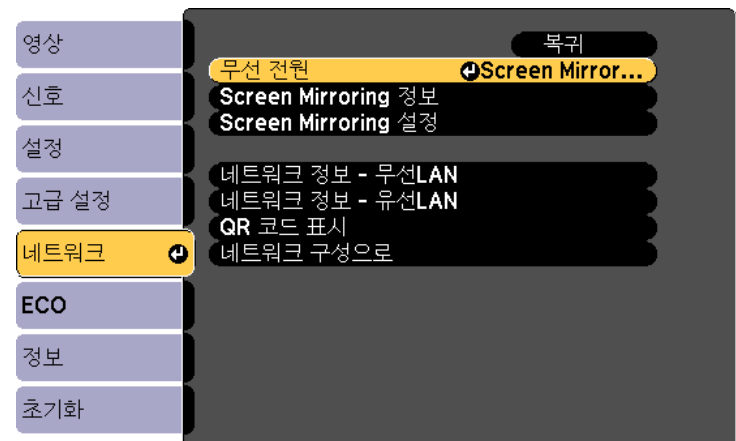 영상
신호
설정
고급 설정
네트워크
ECO
정보
초기화
복귀
무선 전원 Screen Mirror...
Screen Mirroring 정보
Screen Mirroring 설정
네트워크 정보 - 무선LAN
네트워크 정보 - 유선LAN
QR 코드 표시
네트워크 구성으로